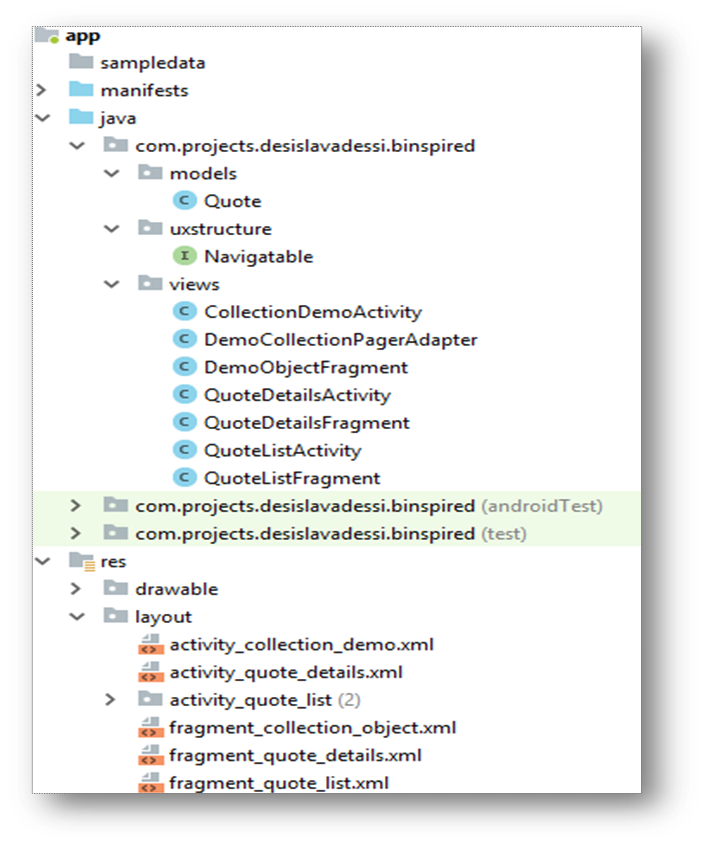 app
sampledata
manifests
java
com.projects.desislavadessi.binspired
models
C Quote
uxstructure
I Navigatable
views
C CollectionDemoActivity
C DemoCollectionPagerAdapter
C DemoObjectFragment
C QuoteDetailsActivity
C QuoteDetailsFragment
C QuoteListActivity
C QuoteListFragment
com.projects.desislavadessi.binspired (androidTest)
com.projects.desislavadessi.binspired (test)
res
drawable
layout
activity_collection_demo.xml
activity_quote_details.xml
activity_quote_list (2)
fragment_collection_object.xml
fragment_quote_details.xml
fragment_quote_list.xml